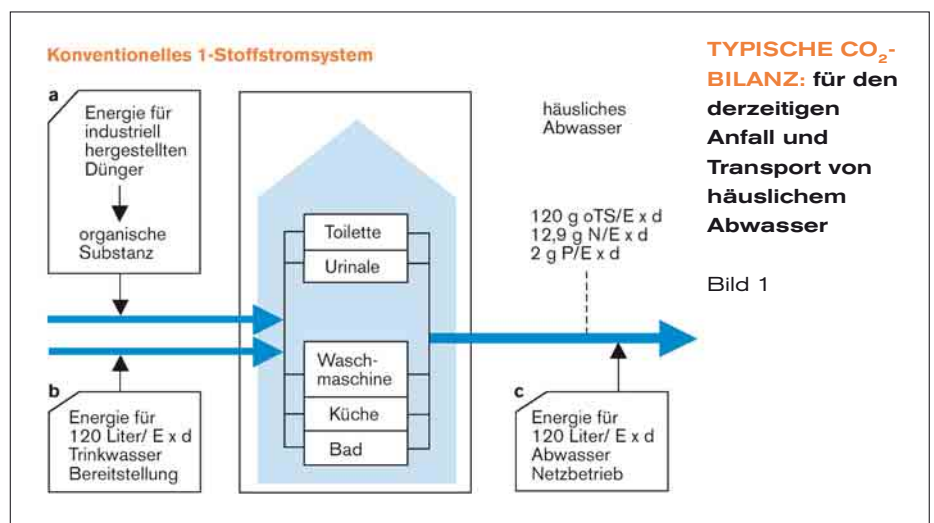 Konventionelles 1-Stoffstromsystem
a
Energie für
industriell
hergestellten
Dünger
organische
Substanz
b
Energie für
120 Liter/ E x d
Trinkwasser
Bereitstellung
Toilette
Urinale
Wasch-
maschine
Küche
Bad
häusliches
Abwasser
120 g oTS/E x d
12,9 g N/E x d
2 g P/E x d
c
Energie für
120 Liter/ E x d
Abwasser
Netzbetrieb
TYPISCHE CO₂-
BILANZ: für den
derzeitigen
Anfall und
Transport von
häuslichem
Abwasser
Bild 1